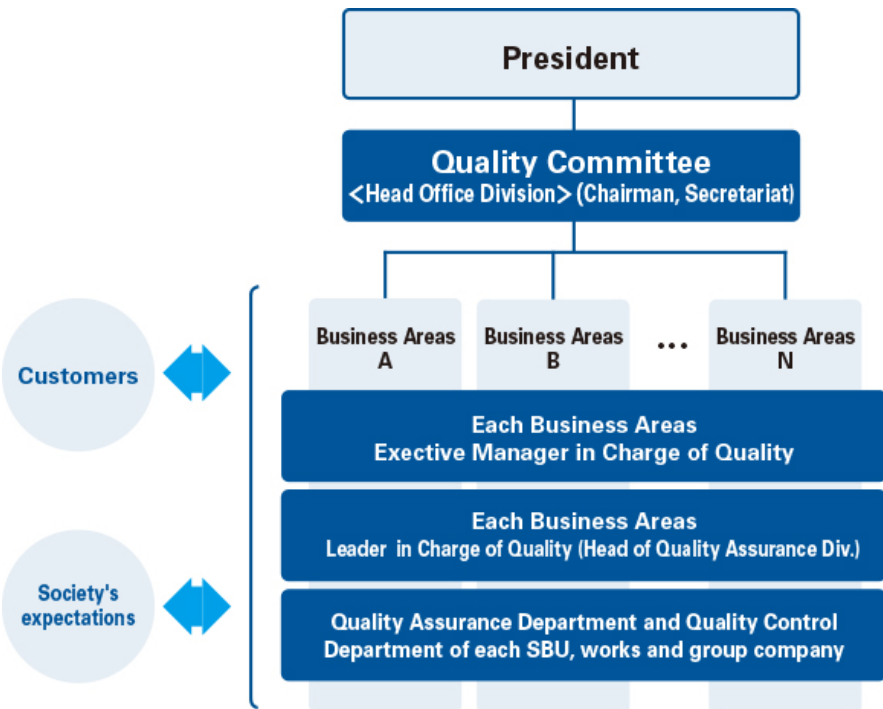 President
Quality Committee
<Head Office Division> (Chairman, Secretariat)
Business Areas
A
Business Areas
B
...
Business Areas
N
Customers
Each Business Areas
Exective Manager in Charge of Quality
Each Business Areas
Leader in Charge of Quality (Head of Quality Assurance Div.)
Society's
expectations
Quality Assurance Department and Quality Control
Department of each SBU, works and group company